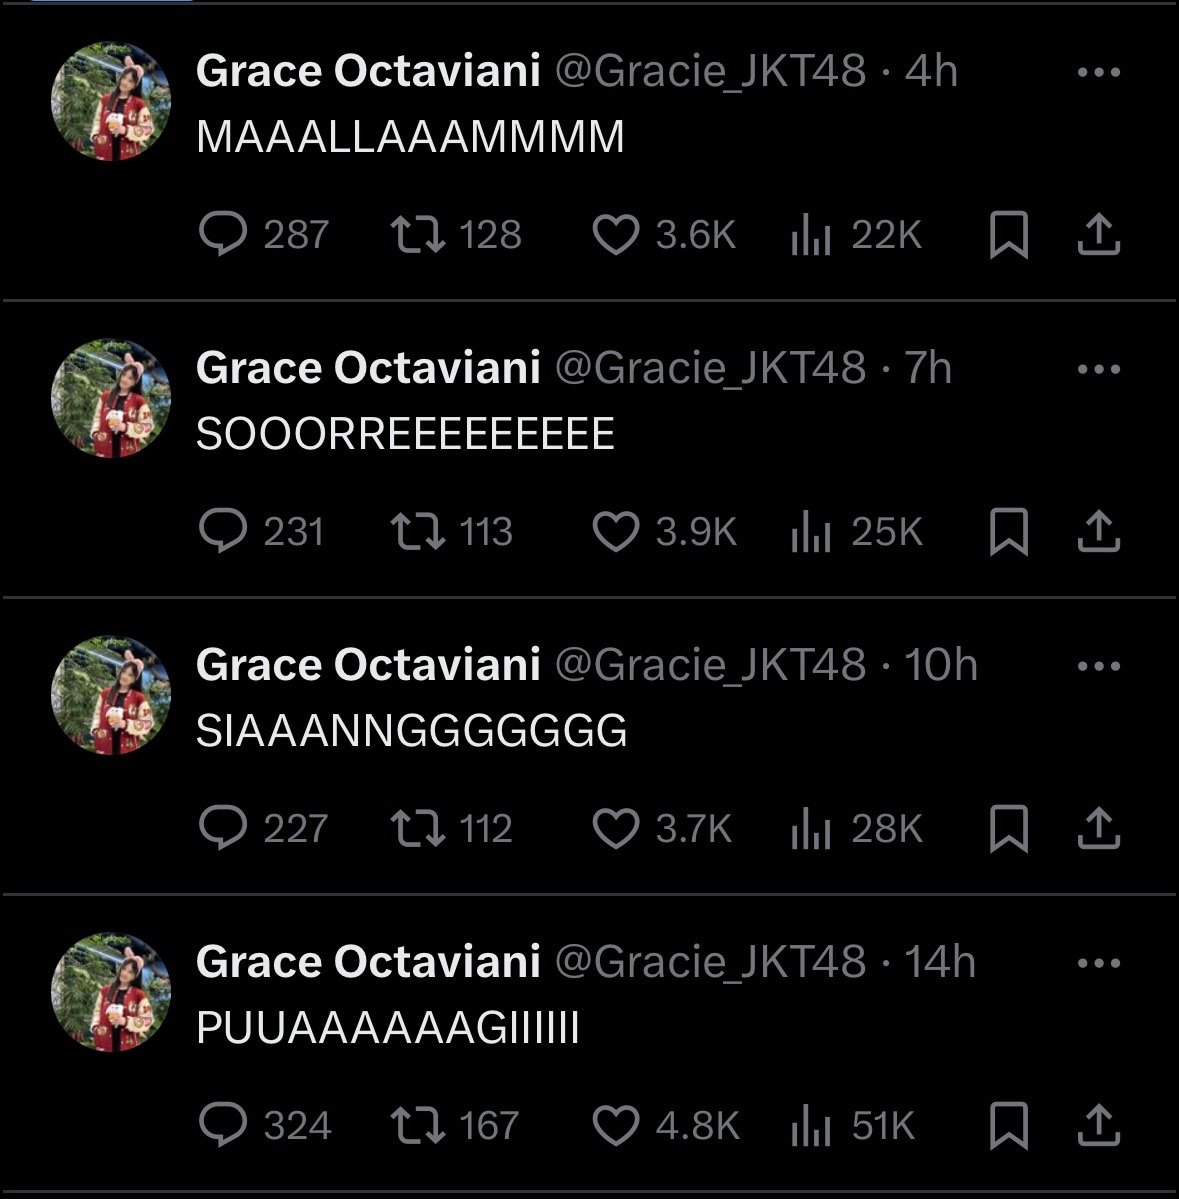 Grace Octaviani @Gracie_JKT48 · 4h
MAAALLAAAMMMM
287 128 3.6K 22K
Grace Octaviani @Gracie_JKT48 · 7h
SOOORREEEEEEEEE
231 113 3.9K 25K
Grace Octaviani @Gracie_JKT48 · 10h
SIAAANNGGGGGGG
227 112 3.7K 28K
Grace Octaviani @Gracie_JKT48 · 14h
PUUAAAAAAAGIIIIII
324 167 4.8K 51K